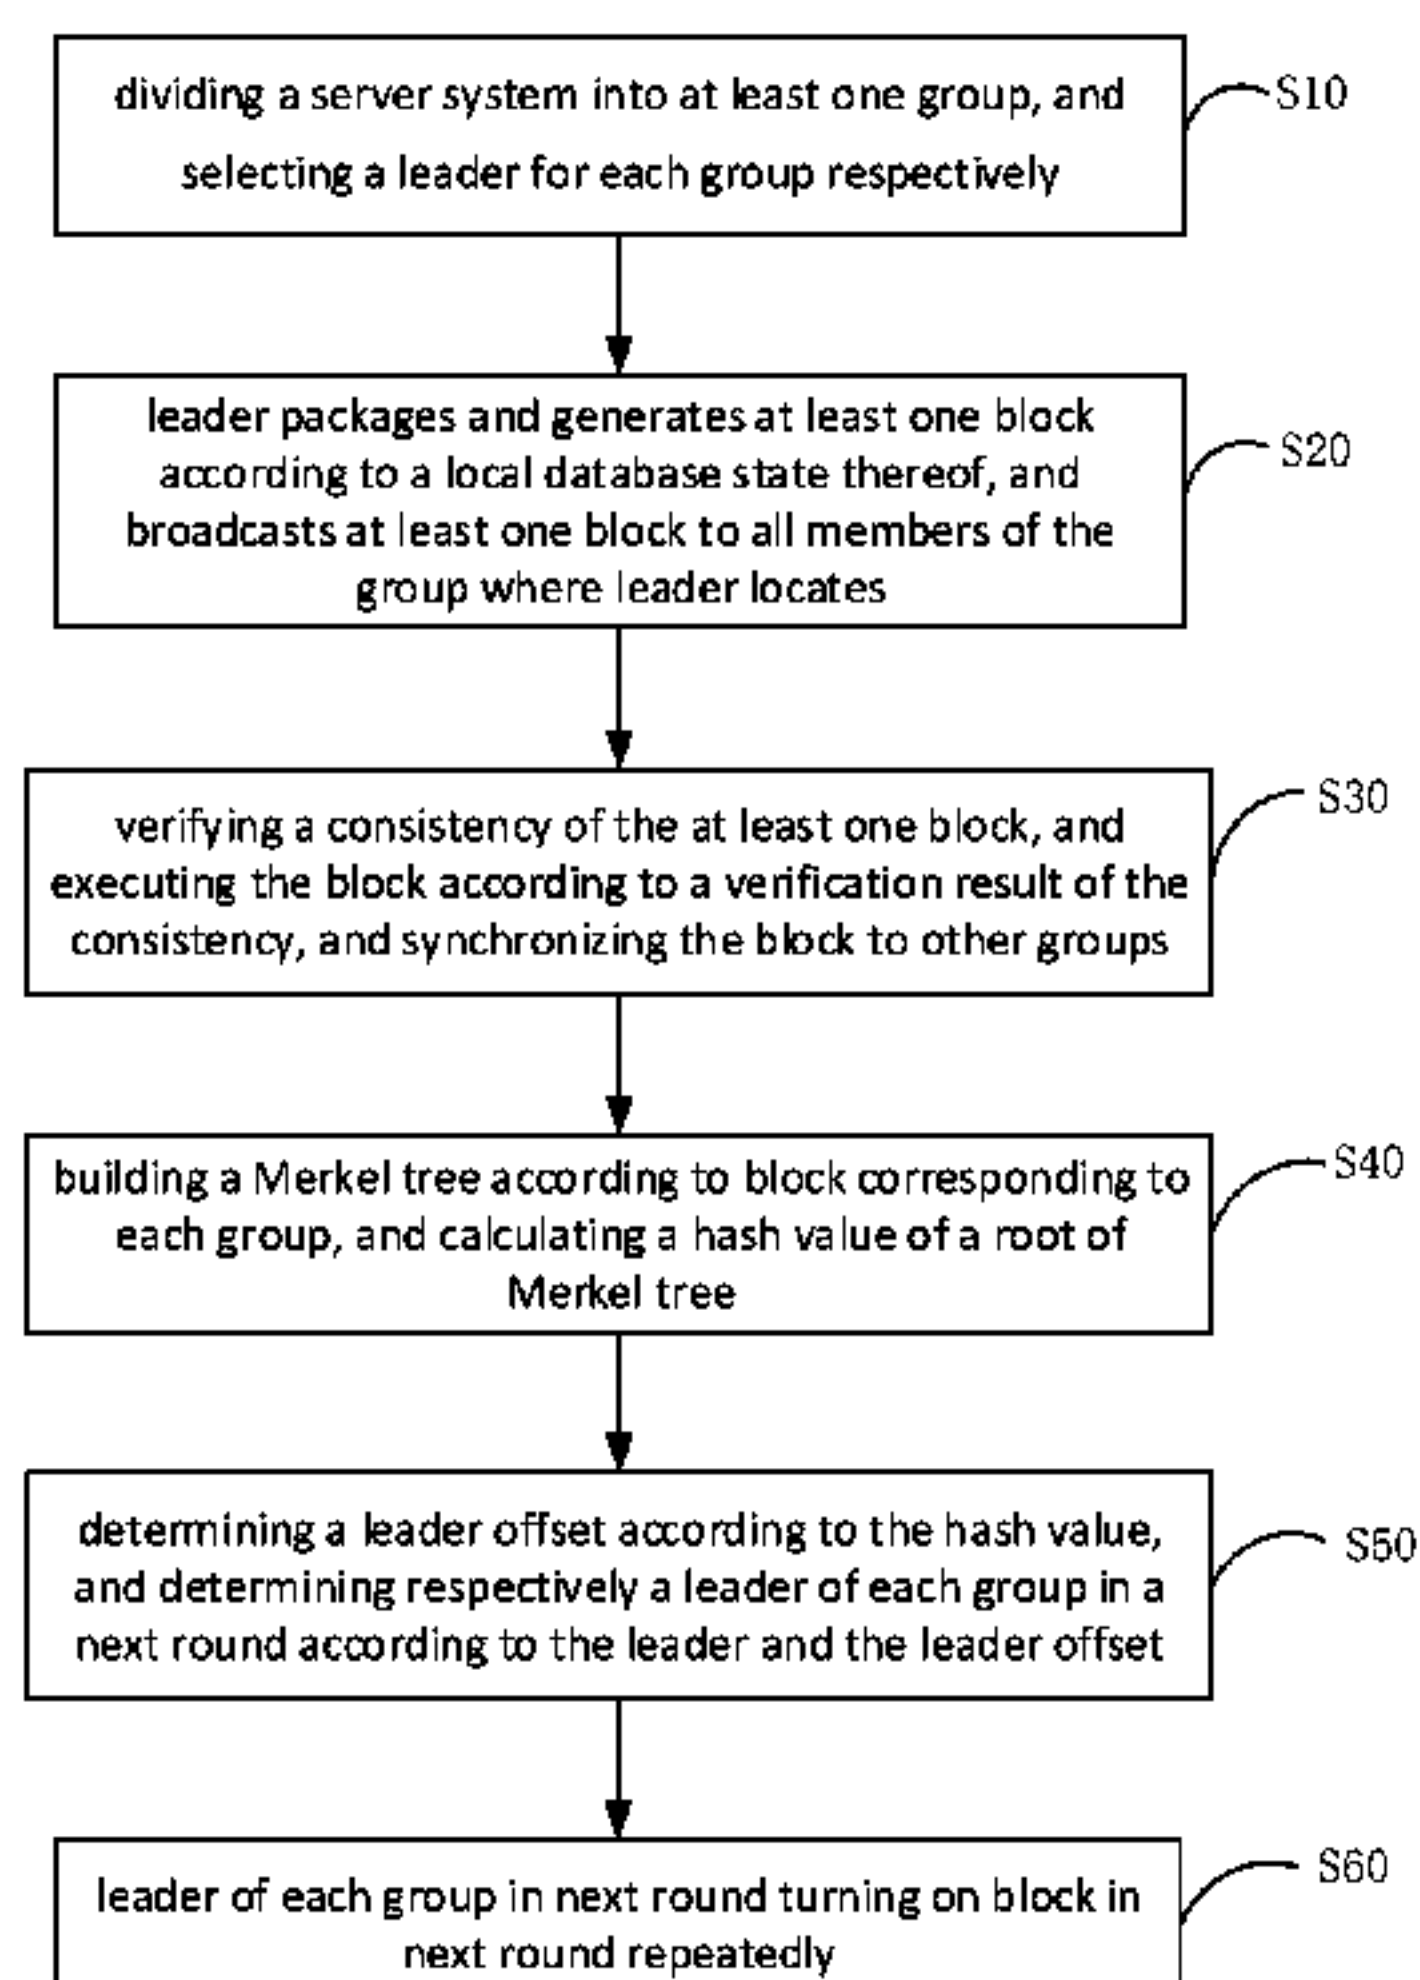 dividing a server system into at least one group, and
selecting a leader for each group respectively
S10
leader packages and generates at least one block
according to a local database state thereof, and
broadcasts at least one block to all members of the
group where leader locates
S20
verifying a consistency of the at least one block, and
executing the block according to a verification result of the
consistency, and synchronizing the block to other groups
S30
building a Merkel tree according to block corresponding to
each group, and calculating a hash value of a root of
Merkel tree
S40
determining a leader offset according to the hash value,
and determining respectively a leader of each group in a
next round according to the leader and the leader offset
S50
leader of each group in next round turning on block in
next round repeatedly
S60